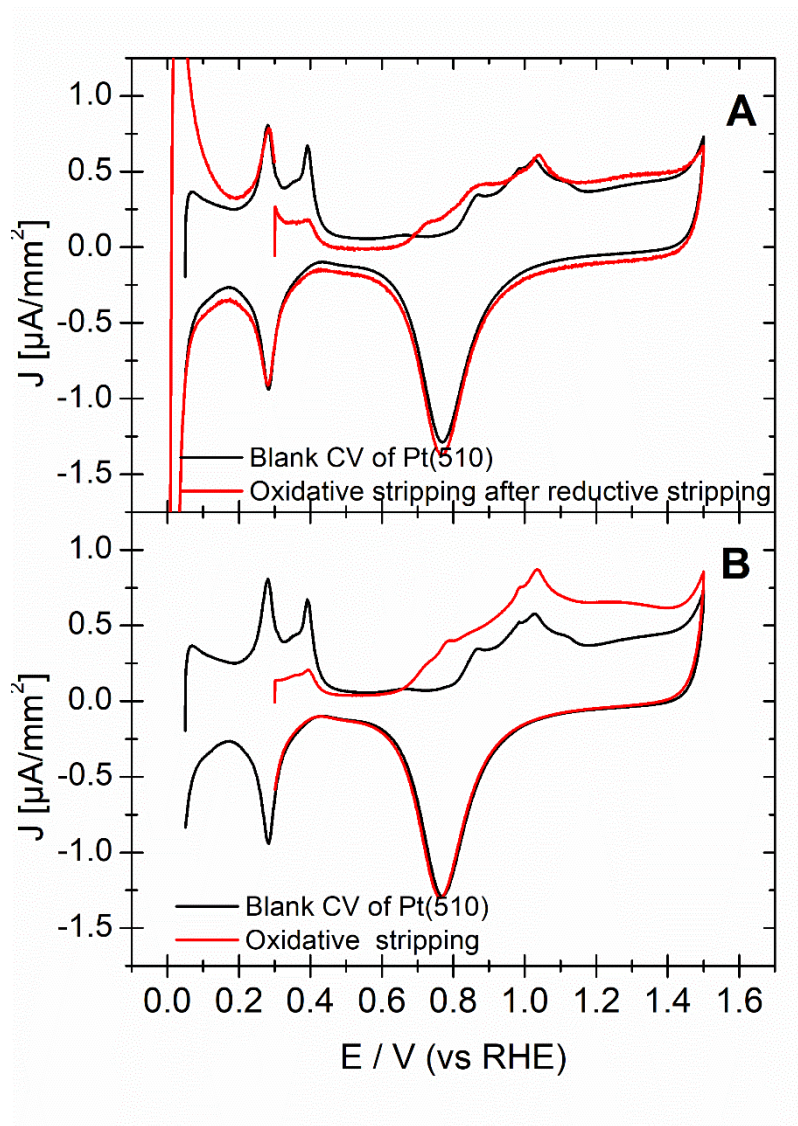 A
1.0
0.5
0.0
-0.5
-1.0
-1.5
J [µA/mm²]
Blank CV of Pt(510)
Oxidative stripping after reductive stripping
B
1.0
0.5
0.0
-0.5
-1.0
-1.5
J [µA/mm²]
Blank CV of Pt(510)
Oxidative stripping
0.0 0.2 0.4 0.6 0.8 1.0 1.2 1.4 1.6
E / V (vs RHE)